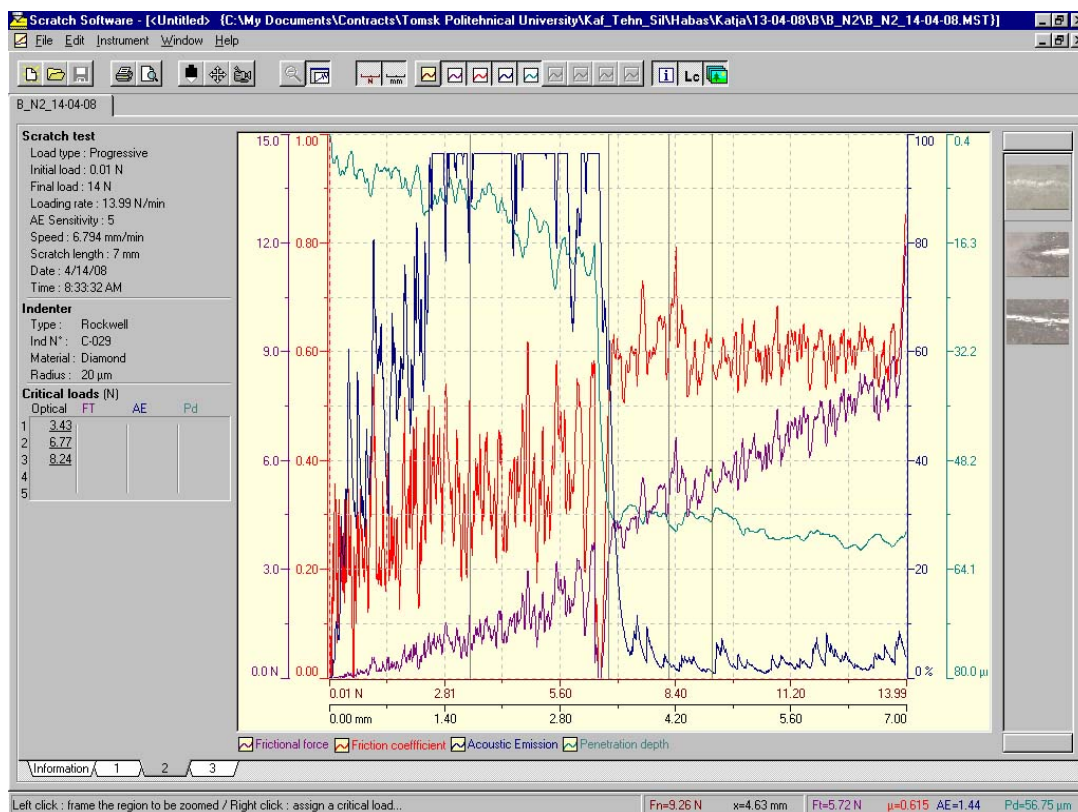 Scratch Software - [<Untitled> {C:\My Documents\Contracts\Tomsk Politehnical University\Kaf_Tehn_Sil\Habas\Katja\13-04-08\B\B_N2\B_N2_14-04-08.MST}]
File Edit Instrument Window Help
N mm i Lc
B_N2_14-04-08
Scratch test
Load type : Progressive
Initial load : 0.01 N
Final load : 14 N
Loading rate : 13.99 N/min
AE Sensitivity : 5
Speed : 6.794 mm/min
Scratch length : 7 mm
Date : 4/14/08
Time : 8:33:32 AM
Indenter
Type : Rockwell
Ind N° : C-029
Material : Diamond
Radius : 20 µm
Critical loads (N)
Optical FT AE Pd
1 3.43
2 6.77
3 8.24
4
5
15.0 1.00 100 0.4
12.0 0.80 80 16.3
9.0 0.60 60 32.2
6.0 0.40 40 48.2
3.0 0.20 20 64.1
0.0 N 0.00 0 % 80.0 µ
0.01 N 2.81 5.60 8.40 11.20 13.99
0.00 mm 1.40 2.80 4.20 5.60 7.00
Frictional force Friction coeffficient Acoustic Emission Penetration depth
Information 1 2 3
Left click : frame the region to be zoomed / Right click : assign a critical load... Fn=9.26 N x=4.63 mm Ft=5.72 N µ=0.615 AE=1.44 Pd=56.75 µm